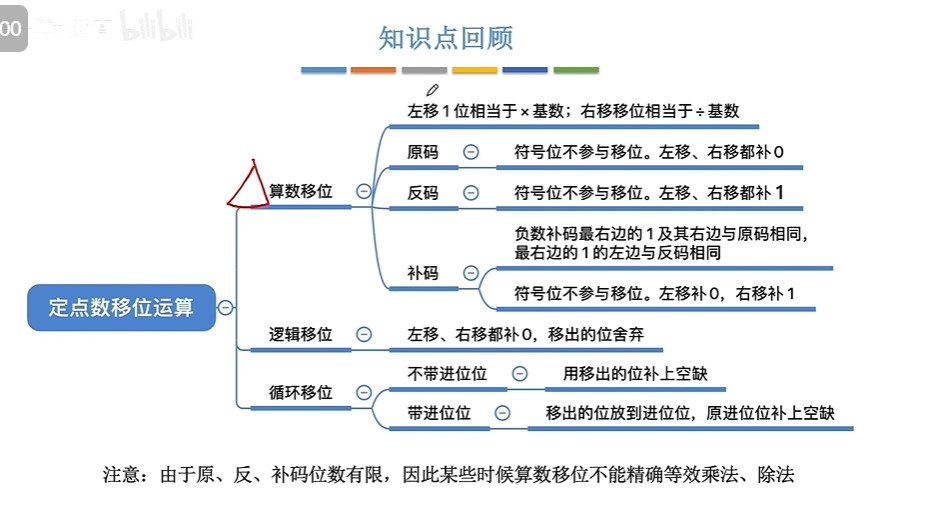 00
bilibili
知识点回顾
左移1位相当于×基数；右移移位相当于÷基数
原码
符号位不参与移位。左移、右移都补0
算数移位
反码
符号位不参与移位。左移、右移都补1
负数补码最右边的1及其右边与原码相同，
最右边的1的左边与反码相同
补码
符号位不参与移位。左移补0，右移补1
定点数移位运算
逻辑移位
左移、右移都补0，移出的位舍弃
不带进位位
用移出的位补上空缺
循环移位
带进位位
移出的位放到进位位，原进位位补上空缺
注意：由于原、反、补码位数有限，因此某些时候算数移位不能精确等效乘法、除法